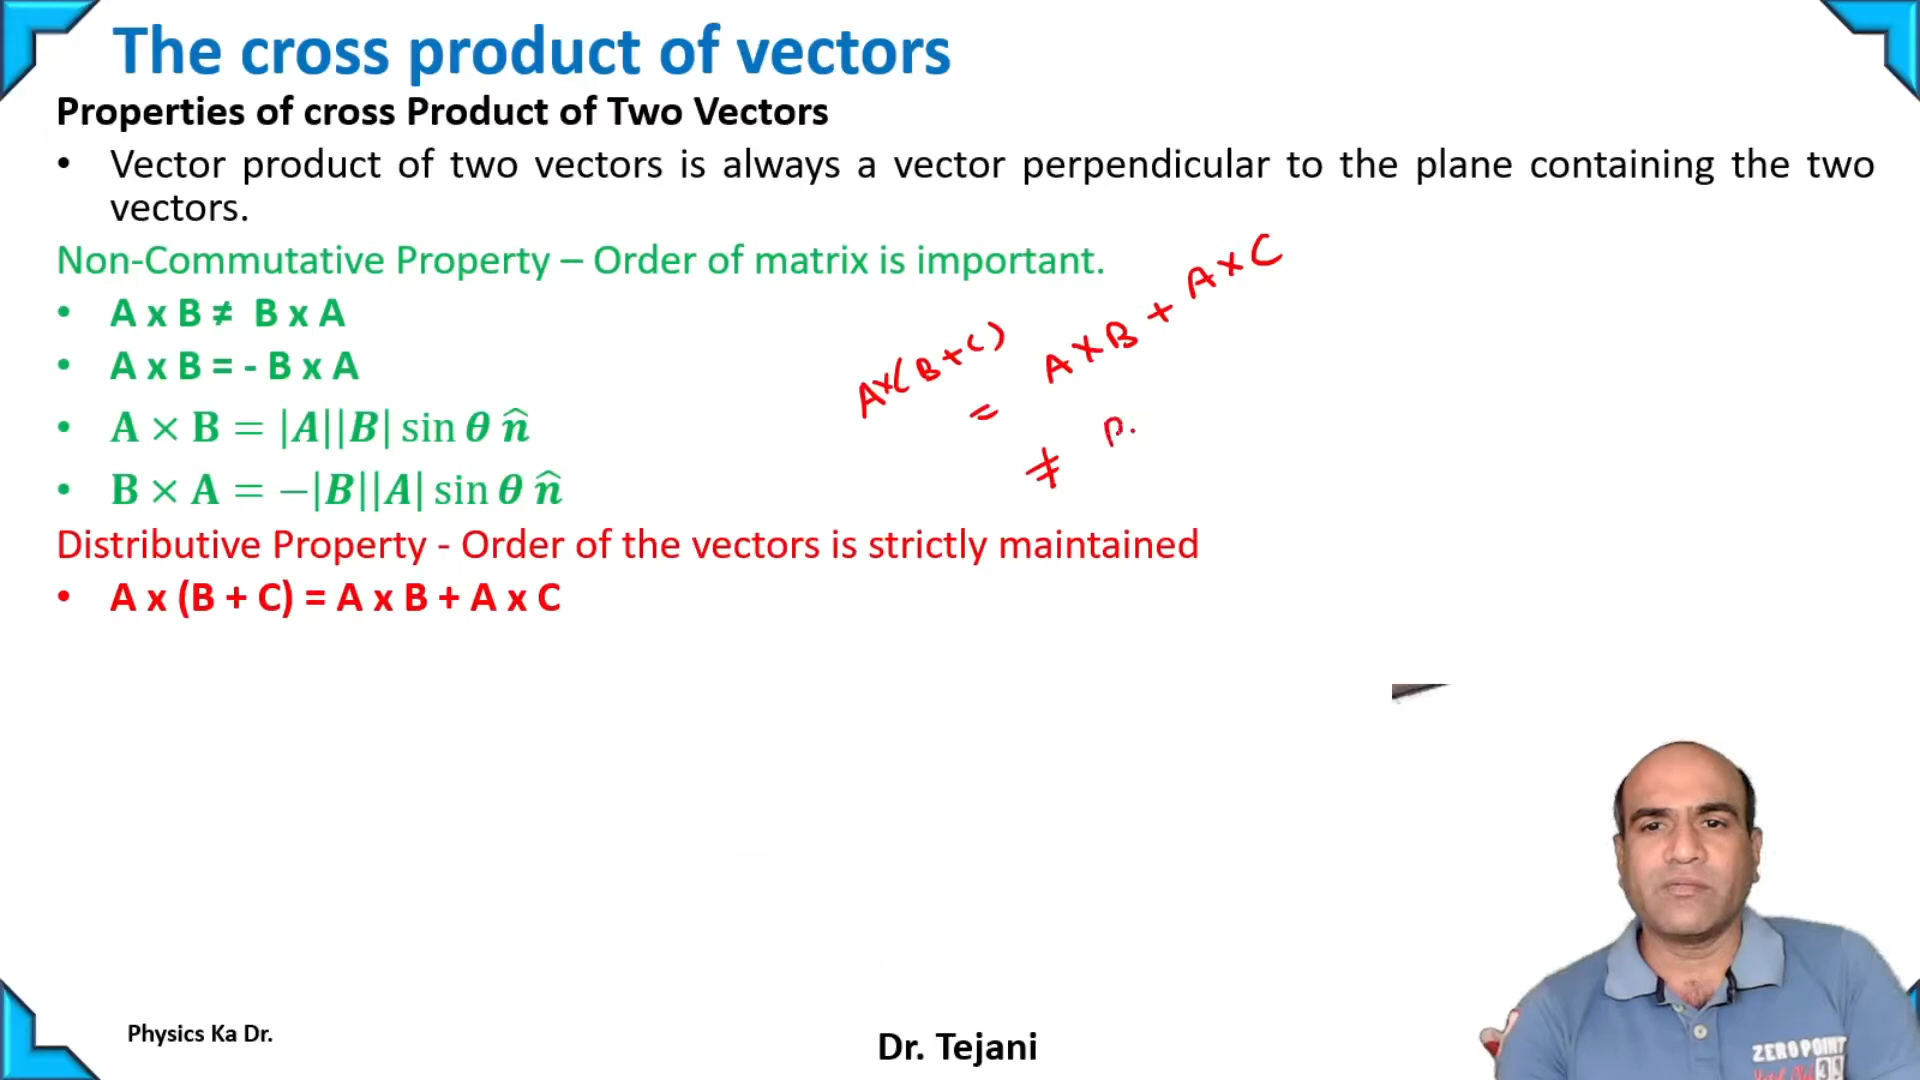 The cross product of vectors
Properties of cross Product of Two Vectors
• Vector product of two vectors is always a vector perpendicular to the plane containing the two
vectors.
Non-Commutative Property – Order of matrix is important.
• A x B ≠ B x A
• A x B = - B x A
• A × B = |A||B| sin θ n̂
• B × A = −|B||A| sin θ n̂
A×(B+C)
= A×B + A×C
≠
Distributive Property - Order of the vectors is strictly maintained
• A x (B + C) = A x B + A x C
ZEROPOINT
Physics Ka Dr.
Dr. Tejani